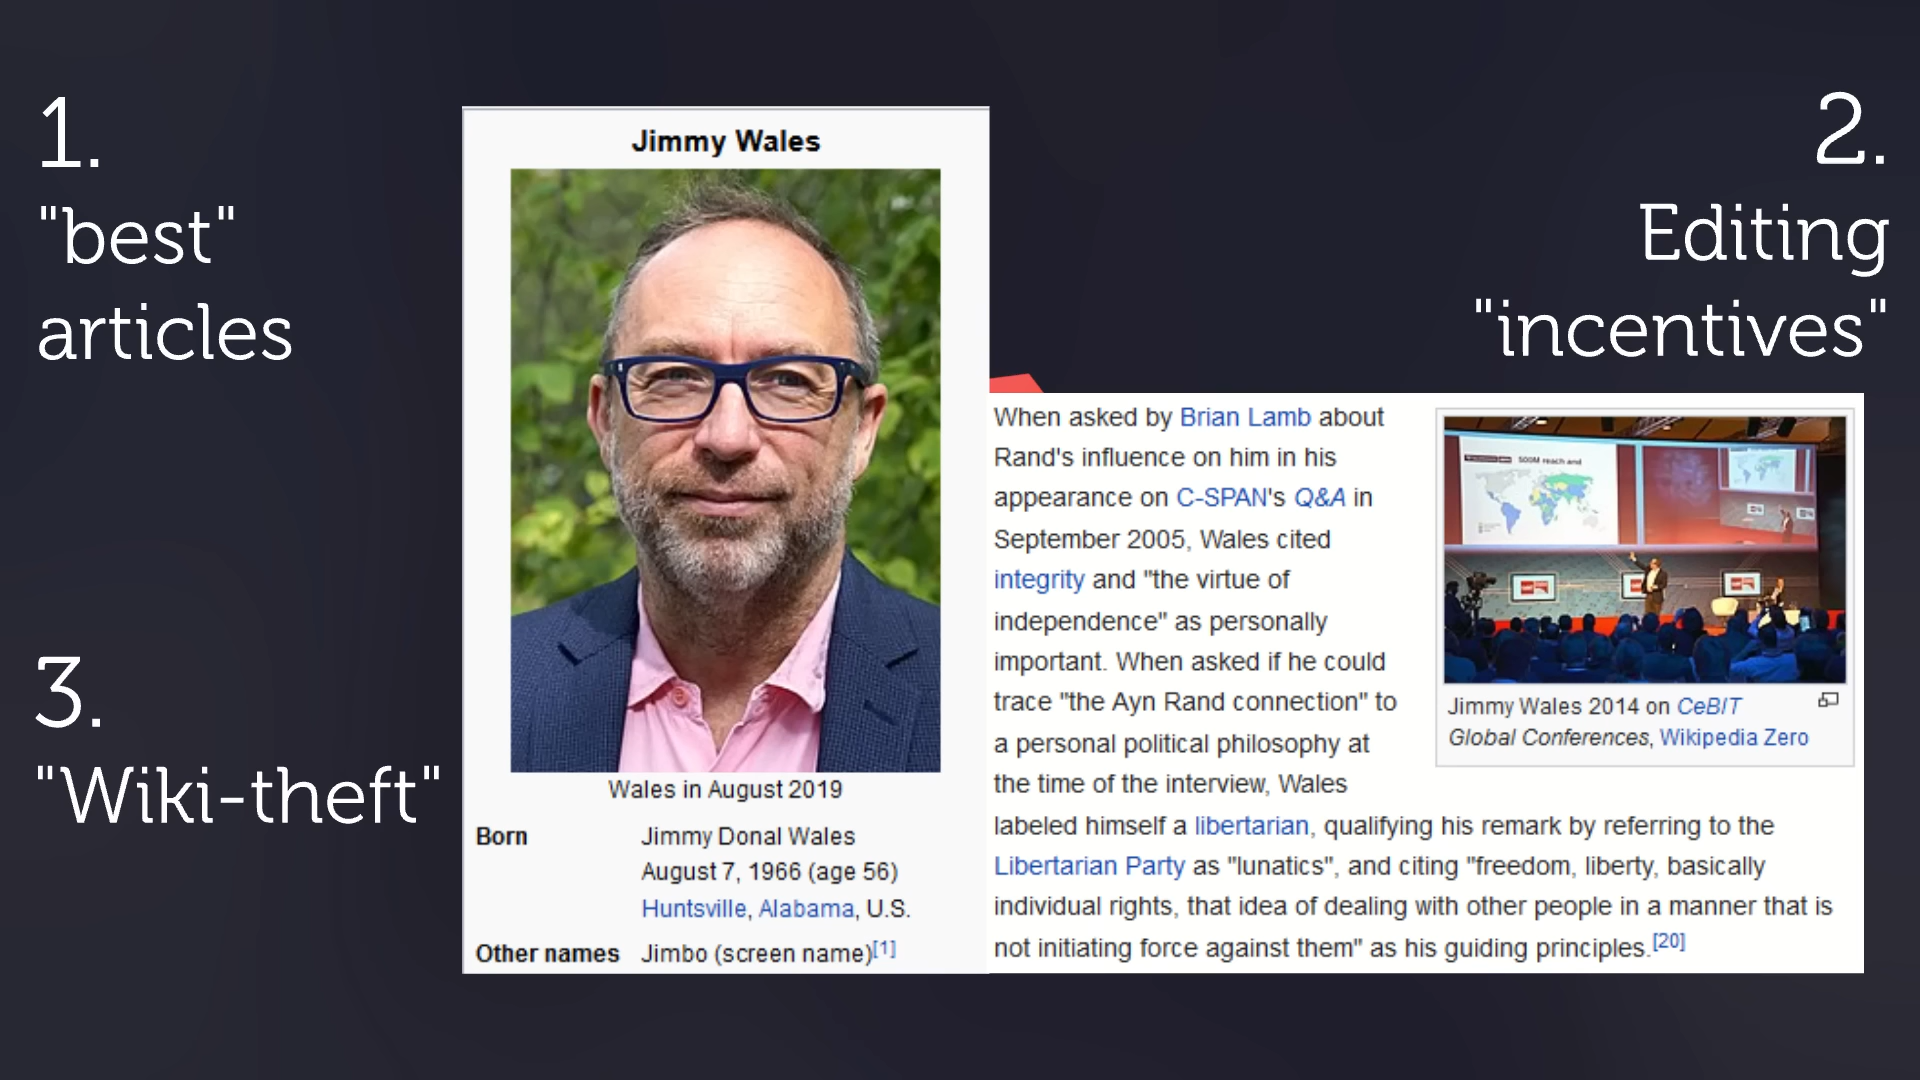 1.
"best"
articles
2.
Editing
"incentives"
3.
"Wiki-theft"
Jimmy Wales
Wales in August 2019
Born Jimmy Donal Wales
August 7, 1966 (age 56)
Huntsville, Alabama, U.S.
Other names Jimbo (screen name)[1]
When asked by Brian Lamb about
Rand's influence on him in his
appearance on C-SPAN's Q&A in
September 2005, Wales cited
integrity and "the virtue of
independence" as personally
important. When asked if he could
trace "the Ayn Rand connection" to
a personal political philosophy at
the time of the interview, Wales
labeled himself a libertarian, qualifying his remark by referring to the
Libertarian Party as "lunatics", and citing "freedom, liberty, basically
individual rights, that idea of dealing with other people in a manner that is
not initiating force against them" as his guiding principles.[20]
500M reach and
Jimmy Wales 2014 on CeBIT
Global Conferences, Wikipedia Zero